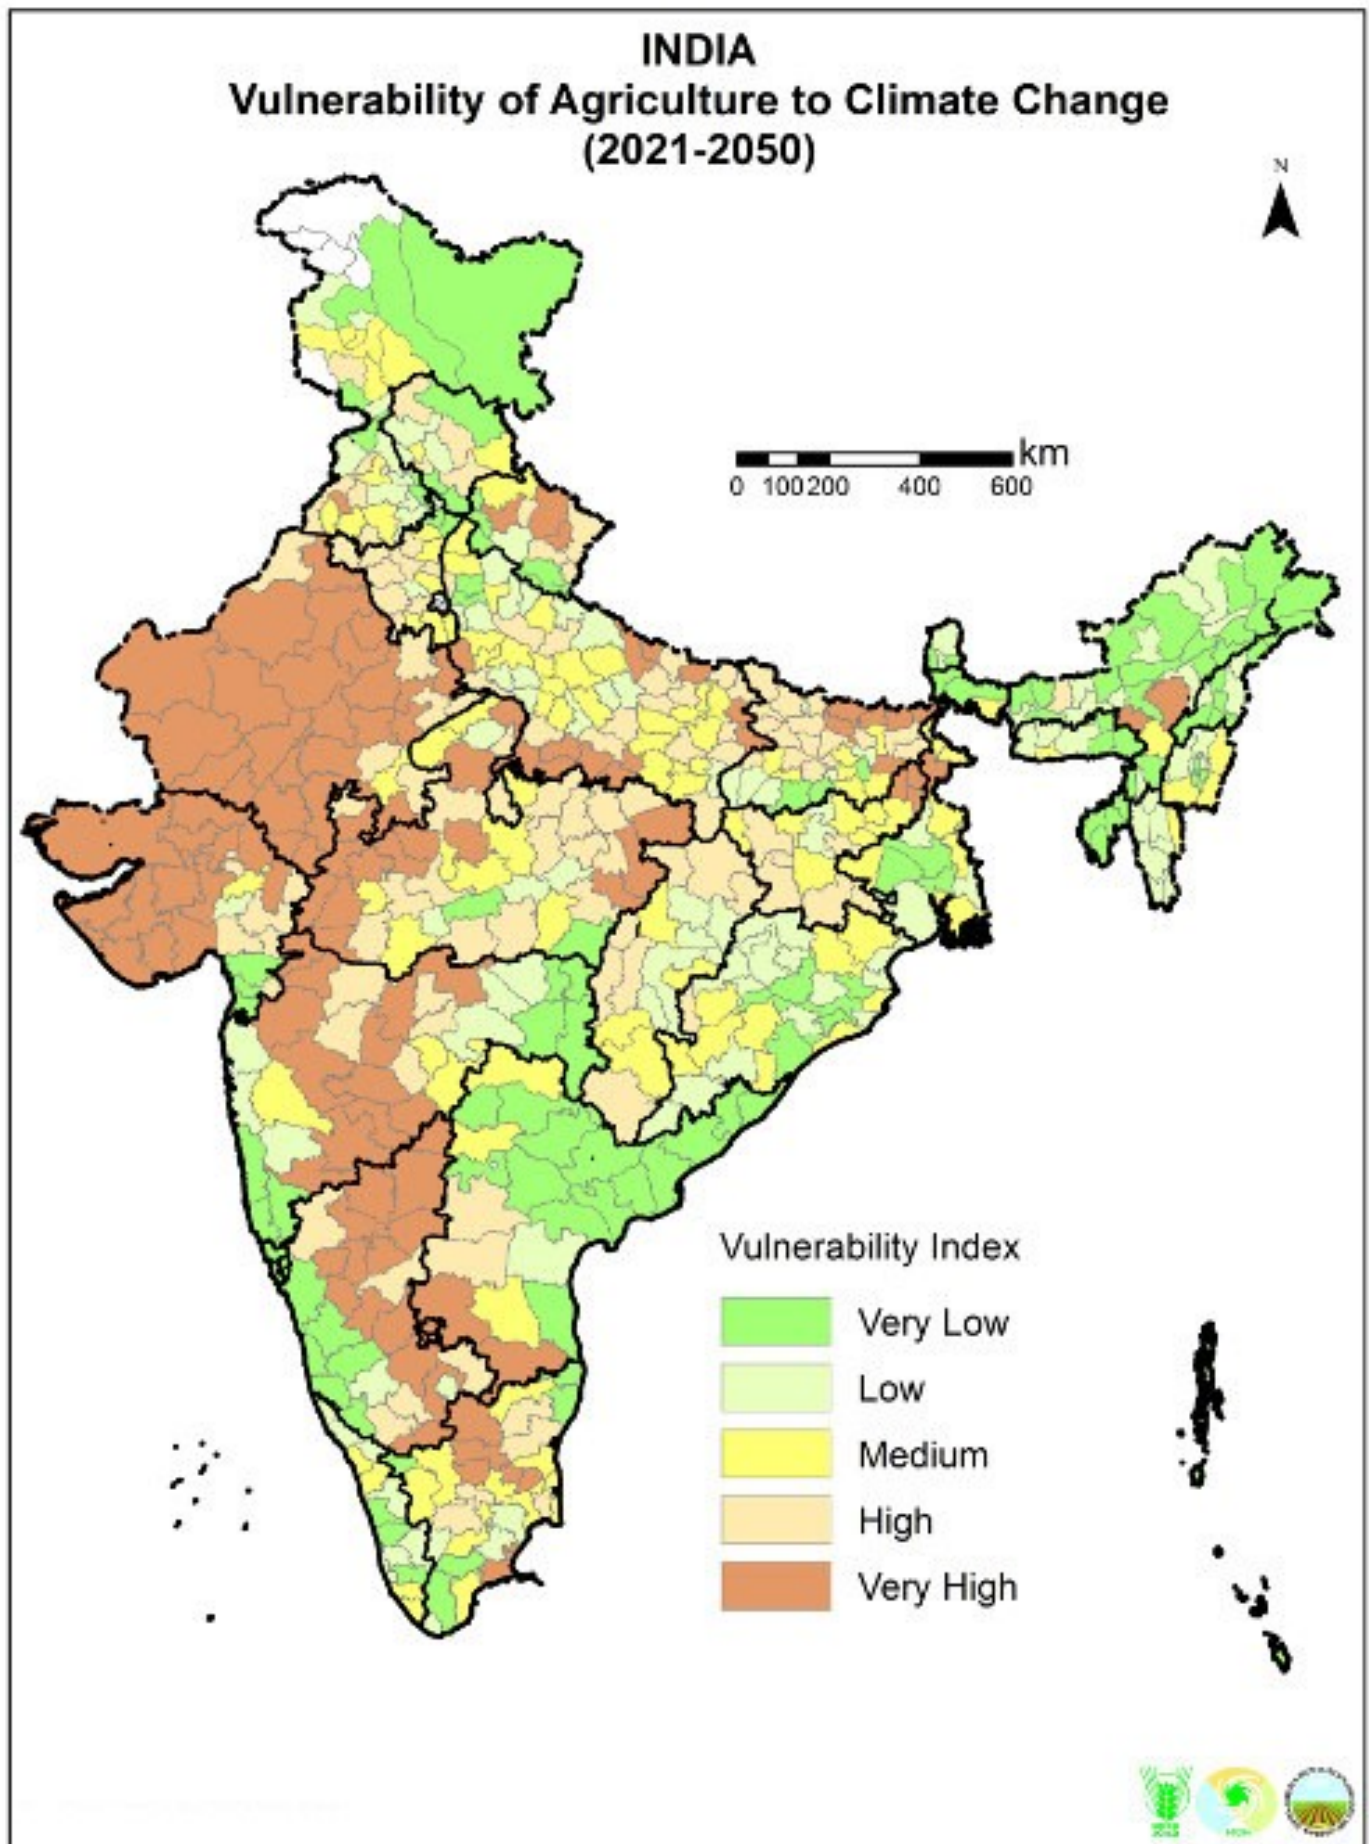 INDIA
Vulnerability of Agriculture to Climate Change
(2021-2050)
N
km
0 100 200 400 600
Vulnerability Index
Very Low
Low
Medium
High
Very High